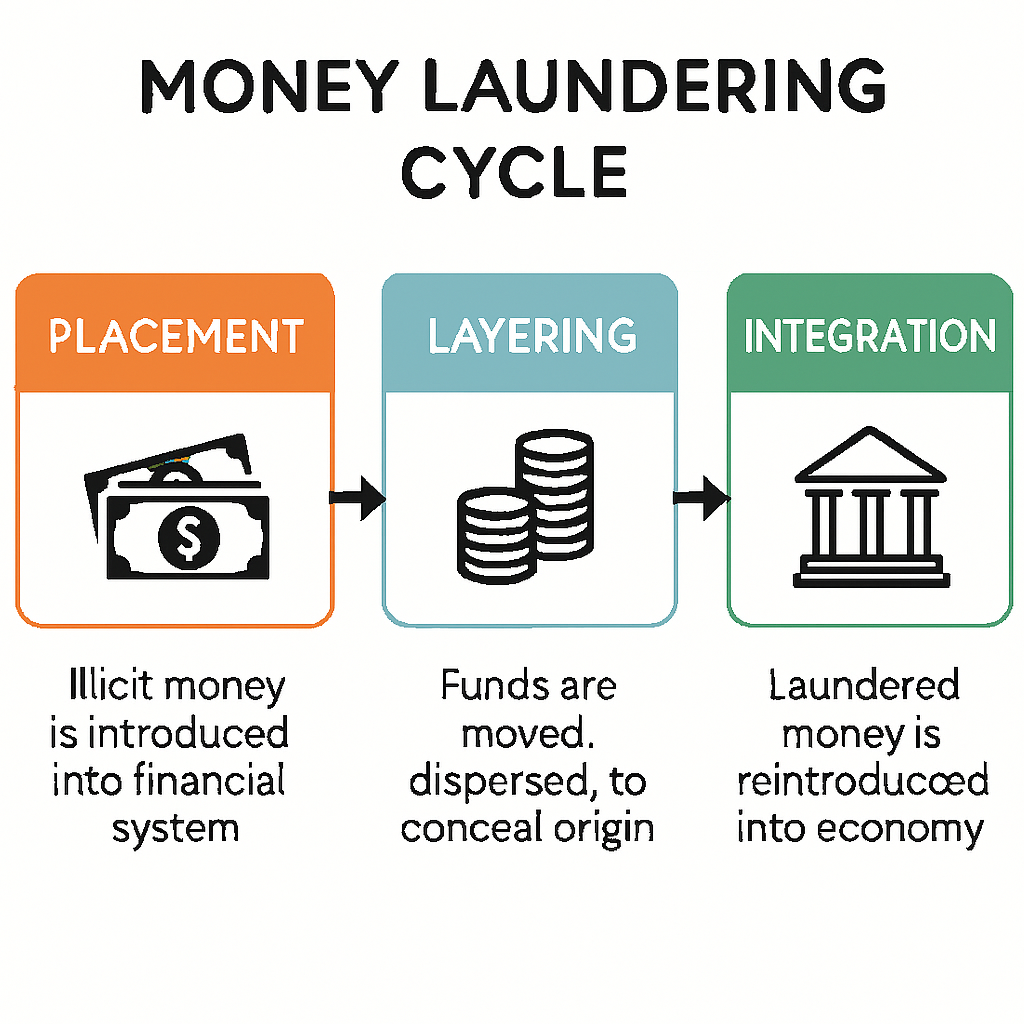 MONEY LAUNDERING
CYCLE
PLACEMENT
LAYERING
INTEGRATION
$
Illicit money
is introduced
into financial
system
Funds are
moved.
dispersed, to
conceal origin
Laundered
money is
reintroducœd
into economy